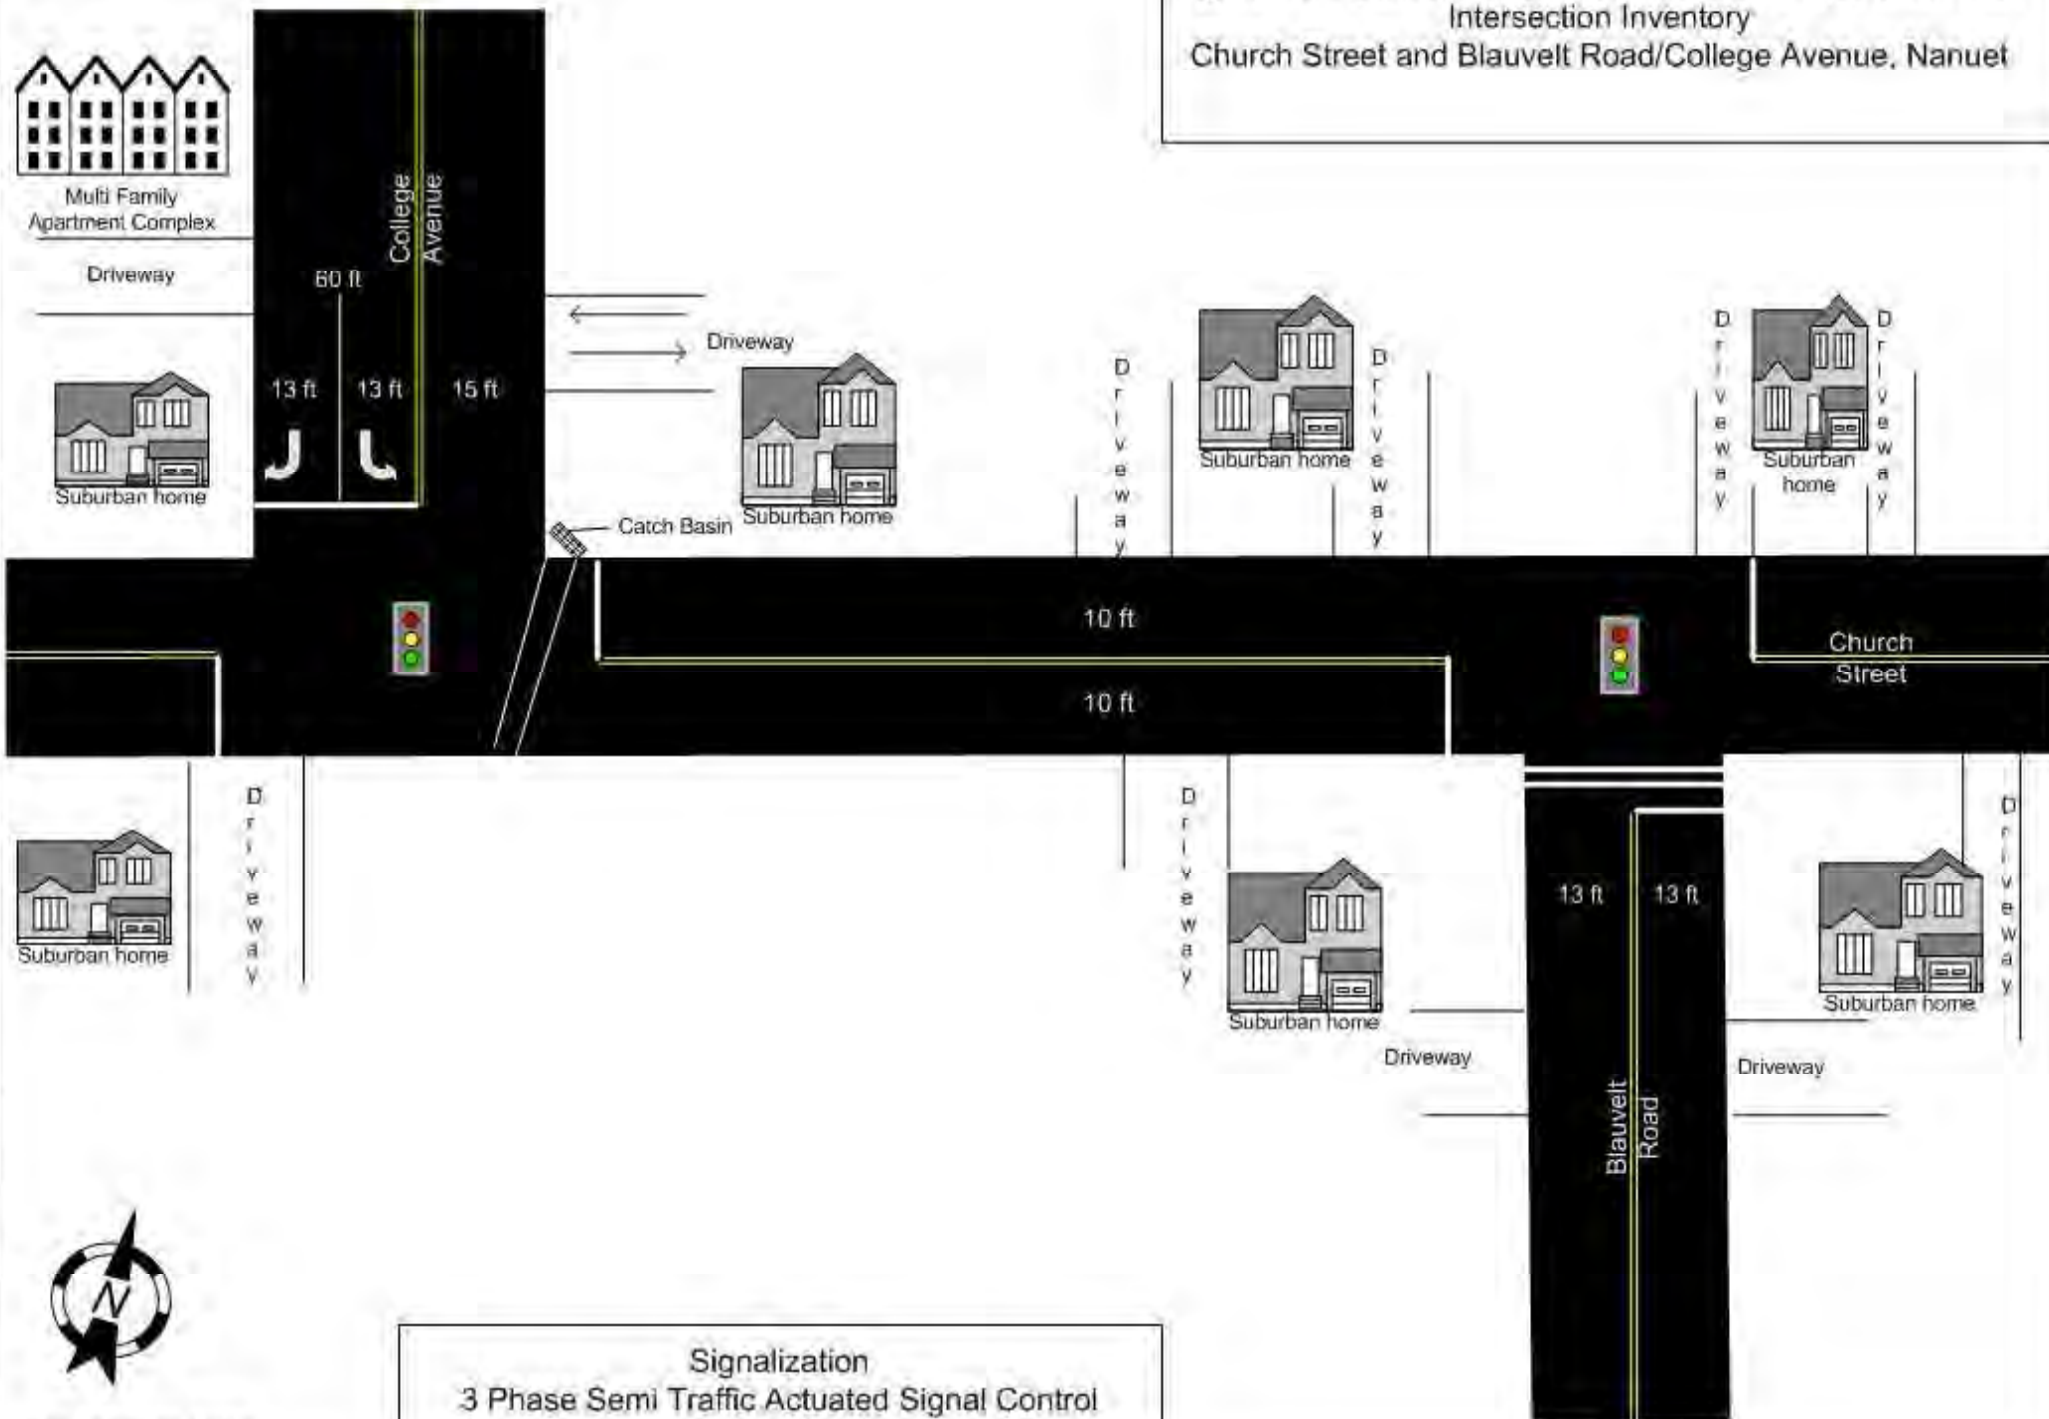 Intersection Inventory
Church Street and Blauvelt Road/College Avenue, Nanuet
Multi Family
Apartment Complex
Driveway
College
Avenue
60 ft
13 ft
13 ft
15 ft
Driveway
Suburban home
Suburban home
Catch Basin
Driveway
Suburban home
Driveway
Driveway
Suburban
home
Driveway
10 ft
10 ft
Church
Street
Suburban home
Driveway
Driveway
Suburban home
Driveway
13 ft
13 ft
Suburban home
Driveway
Driveway
Blauvelt
Road
N
Signalization
3 Phase Semi Traffic Actuated Signal Control